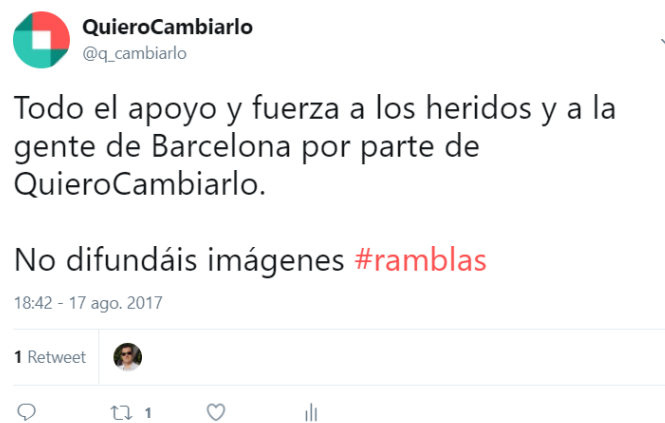 QuieroCambiarlo
@q_cambiarlo
Todo el apoyo y fuerza a los heridos y a la
gente de Barcelona por parte de
QuieroCambiarlo.
No difundáis imágenes #ramblas
18:42 - 17 ago. 2017
1 Retweet
1